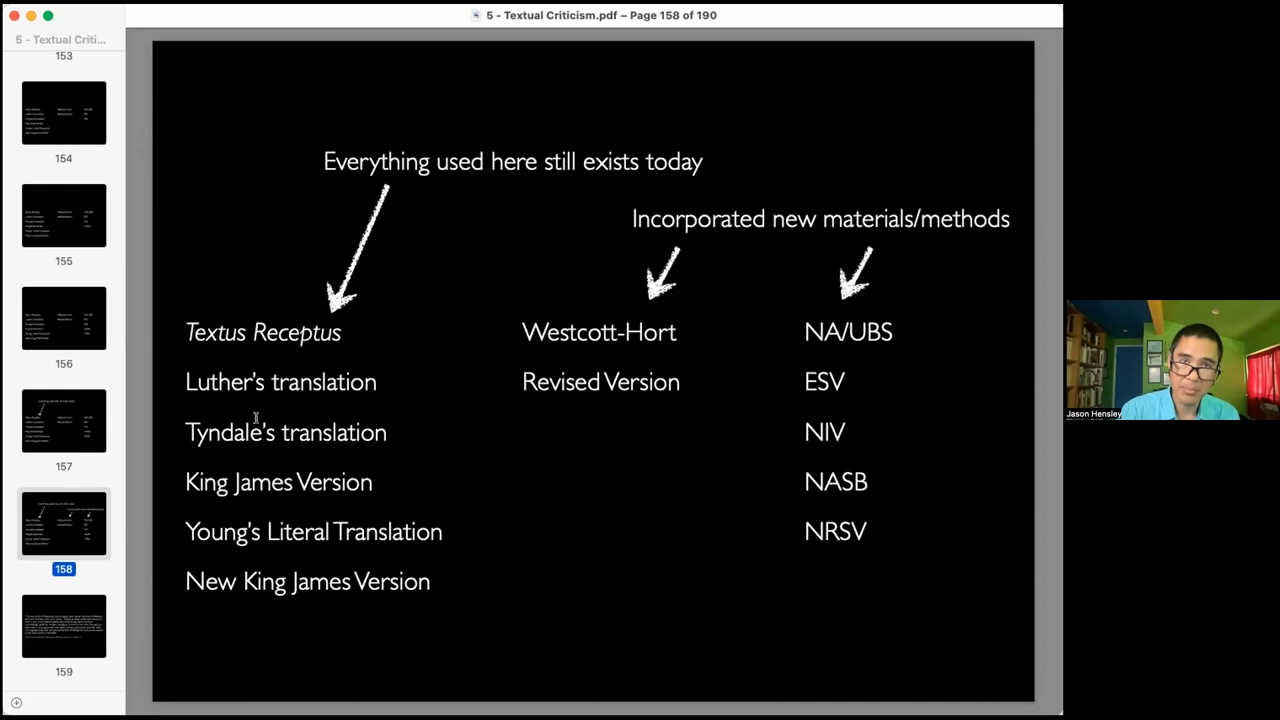 5 - Textual Criticism.pdf – Page 158 of 190
5 - Textual Criti...
153
154
155
156
157
158
159
Everything used here still exists today
Incorporated new materials/methods
Textus Receptus
Luther's translation
Tyndale's translation
King James Version
Young's Literal Translation
New King James Version
Westcott-Hort
Revised Version
NA/UBS
ESV
NIV
NASB
NRSV
Jason Hensley